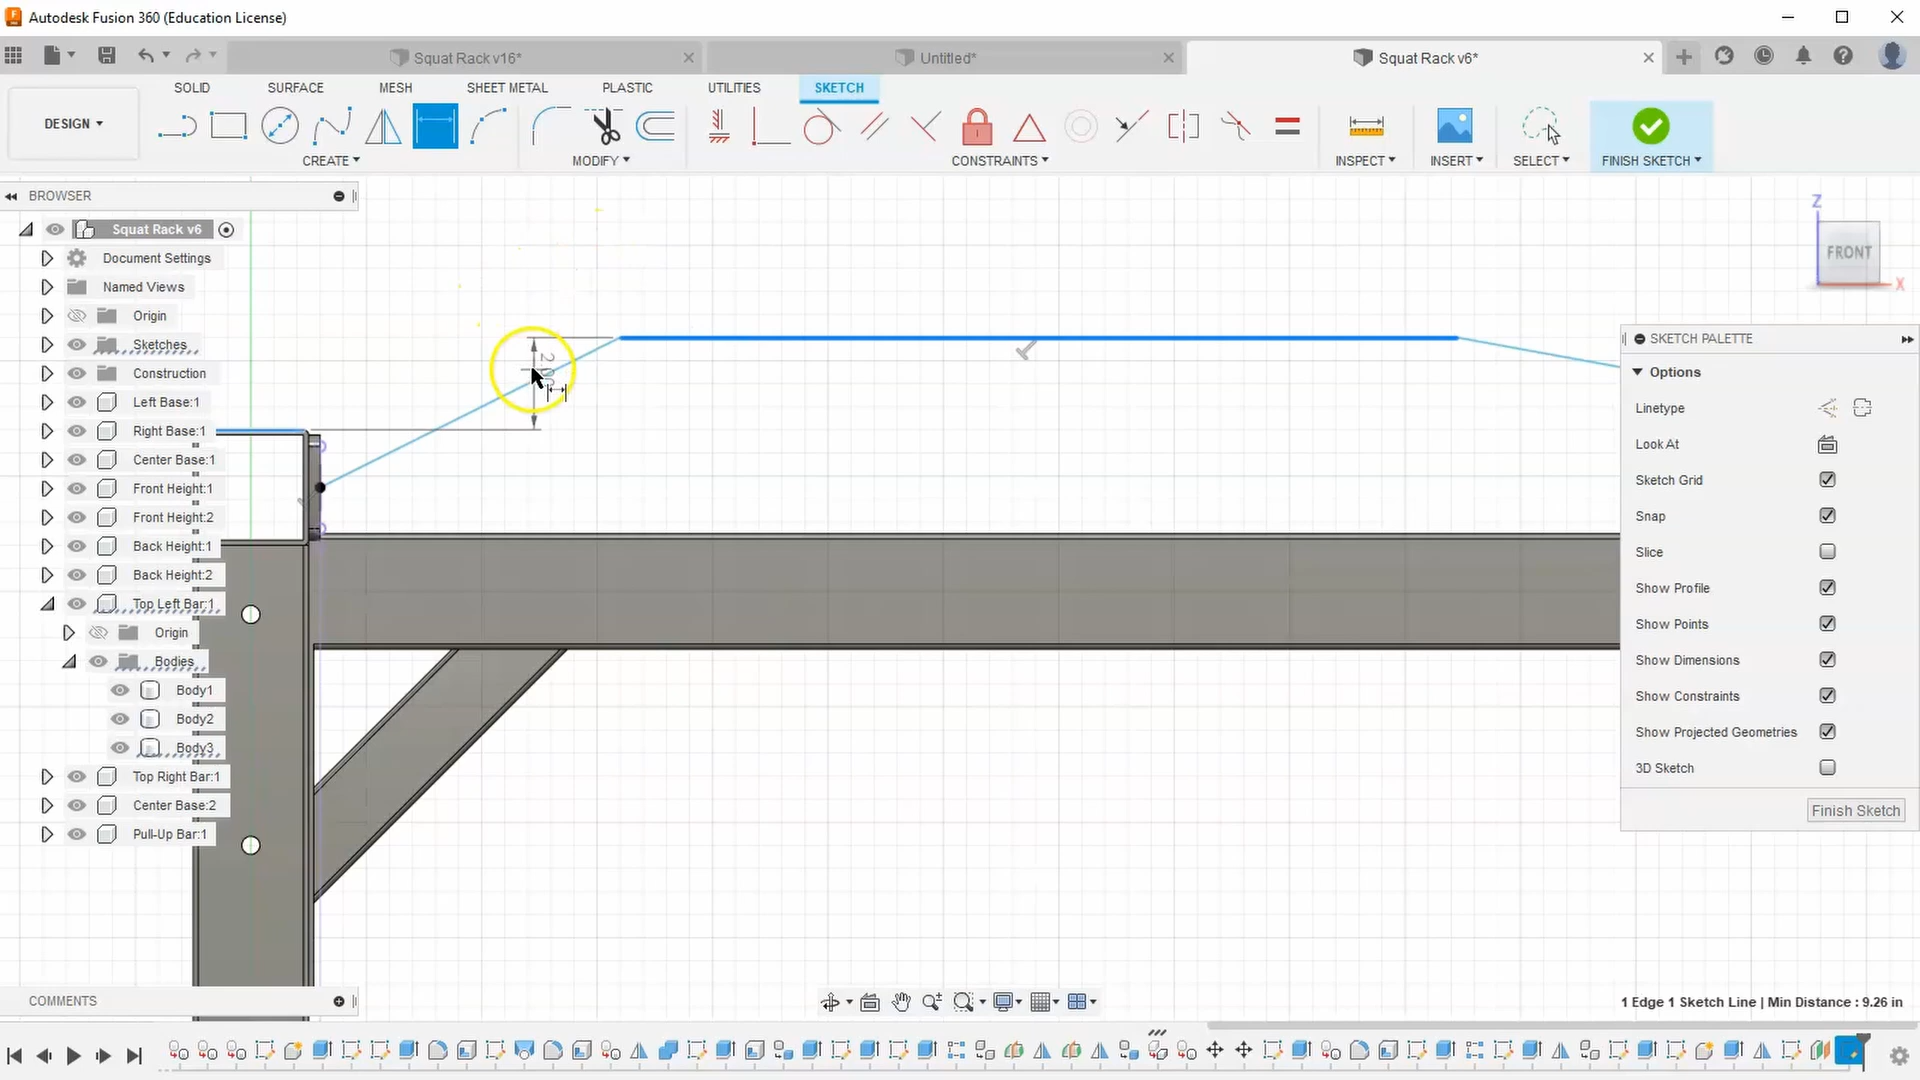 Autodesk Fusion 360 (Education License)
Squat Rack v16*
Untitled*
Squat Rack v6*
DESIGN
SOLID
SURFACE
MESH
SHEET METAL
PLASTIC
UTILITIES
SKETCH
CREATE
MODIFY
CONSTRAINTS
INSPECT
INSERT
SELECT
FINISH SKETCH
BROWSER
Squat Rack v6
Document Settings
Named Views
Origin
Sketches
Construction
Left Base:1
Right Base:1
Center Base:1
Front Height:1
Front Height:2
Back Height:1
Back Height:2
Top Left Bar:1
Origin
Bodies
Body1
Body2
Body3
Top Right Bar:1
Center Base:2
Pull-Up Bar:1
Z
FRONT
X
SKETCH PALETTE
Options
Linetype
Look At
Sketch Grid
Snap
Slice
Show Profile
Show Points
Show Dimensions
Show Constraints
Show Projected Geometries
3D Sketch
Finish Sketch
COMMENTS
1 Edge 1 Sketch Line | Min Distance : 9.26 in